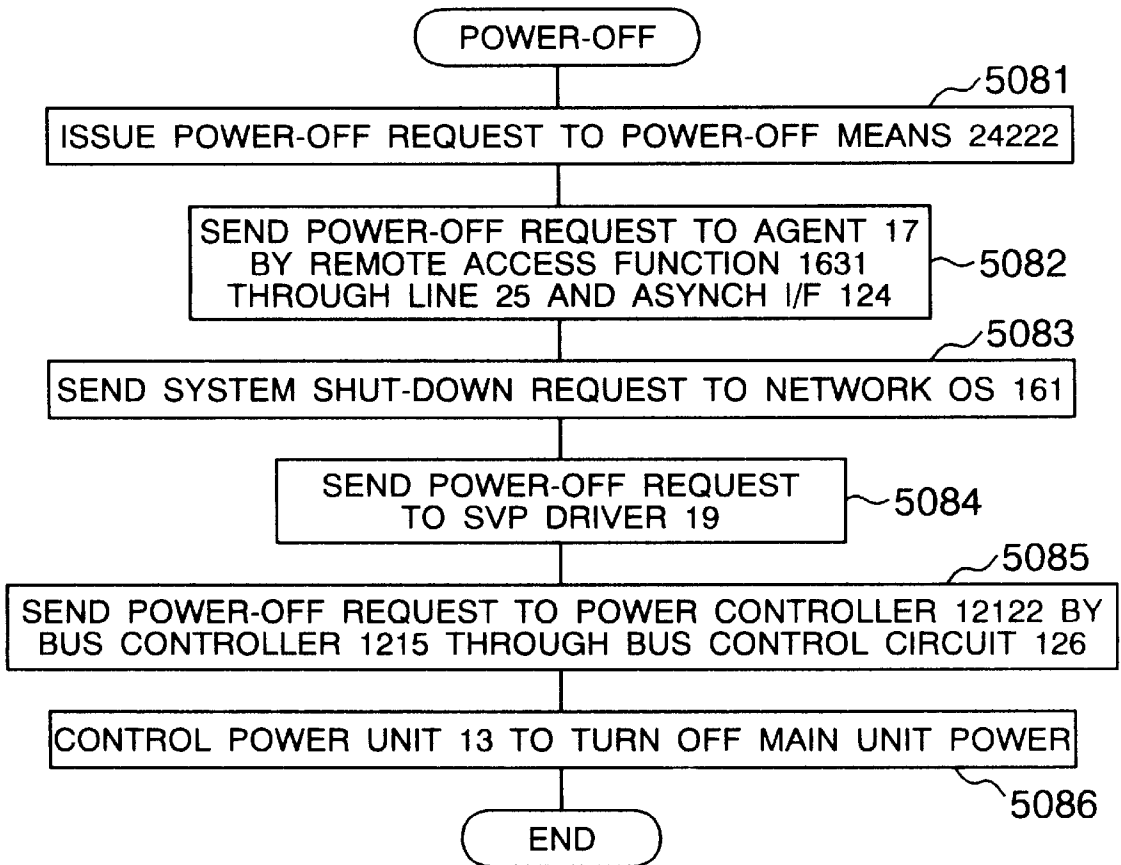 POWER-OFF
5081
ISSUE POWER-OFF REQUEST TO POWER-OFF MEANS 24222
SEND POWER-OFF REQUEST TO AGENT 17
BY REMOTE ACCESS FUNCTION 1631
THROUGH LINE 25 AND ASYNCH I/F 124
5082
5083
SEND SYSTEM SHUT-DOWN REQUEST TO NETWORK OS 161
SEND POWER-OFF REQUEST
TO SVP DRIVER 19
5084
5085
SEND POWER-OFF REQUEST TO POWER CONTROLLER 12122 BY
BUS CONTROLLER 1215 THROUGH BUS CONTROL CIRCUIT 126
CONTROL POWER UNIT 13 TO TURN OFF MAIN UNIT POWER
5086
END